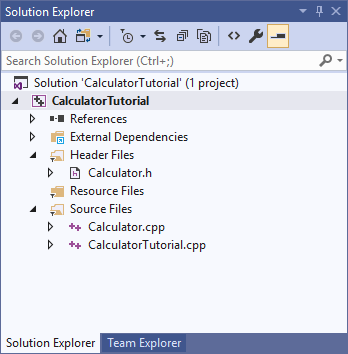 Solution Explorer
Search Solution Explorer (Ctrl+;)
Solution 'CalculatorTutorial' (1 project)
CalculatorTutorial
References
External Dependencies
Header Files
Calculator.h
Resource Files
Source Files
Calculator.cpp
CalculatorTutorial.cpp
Solution Explorer Team Explorer